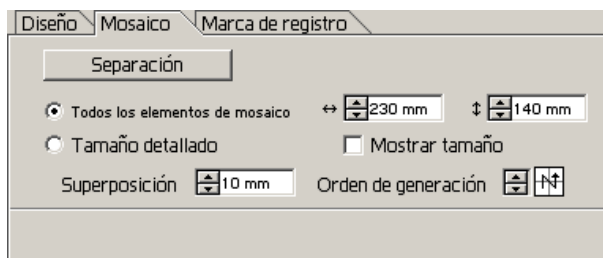 Diseño Mosaico Marca de registro
Separación
Todos los elementos de mosaico 230 mm 140 mm
Tamaño detallado Mostrar tamaño
Superposición 10 mm Orden de generación